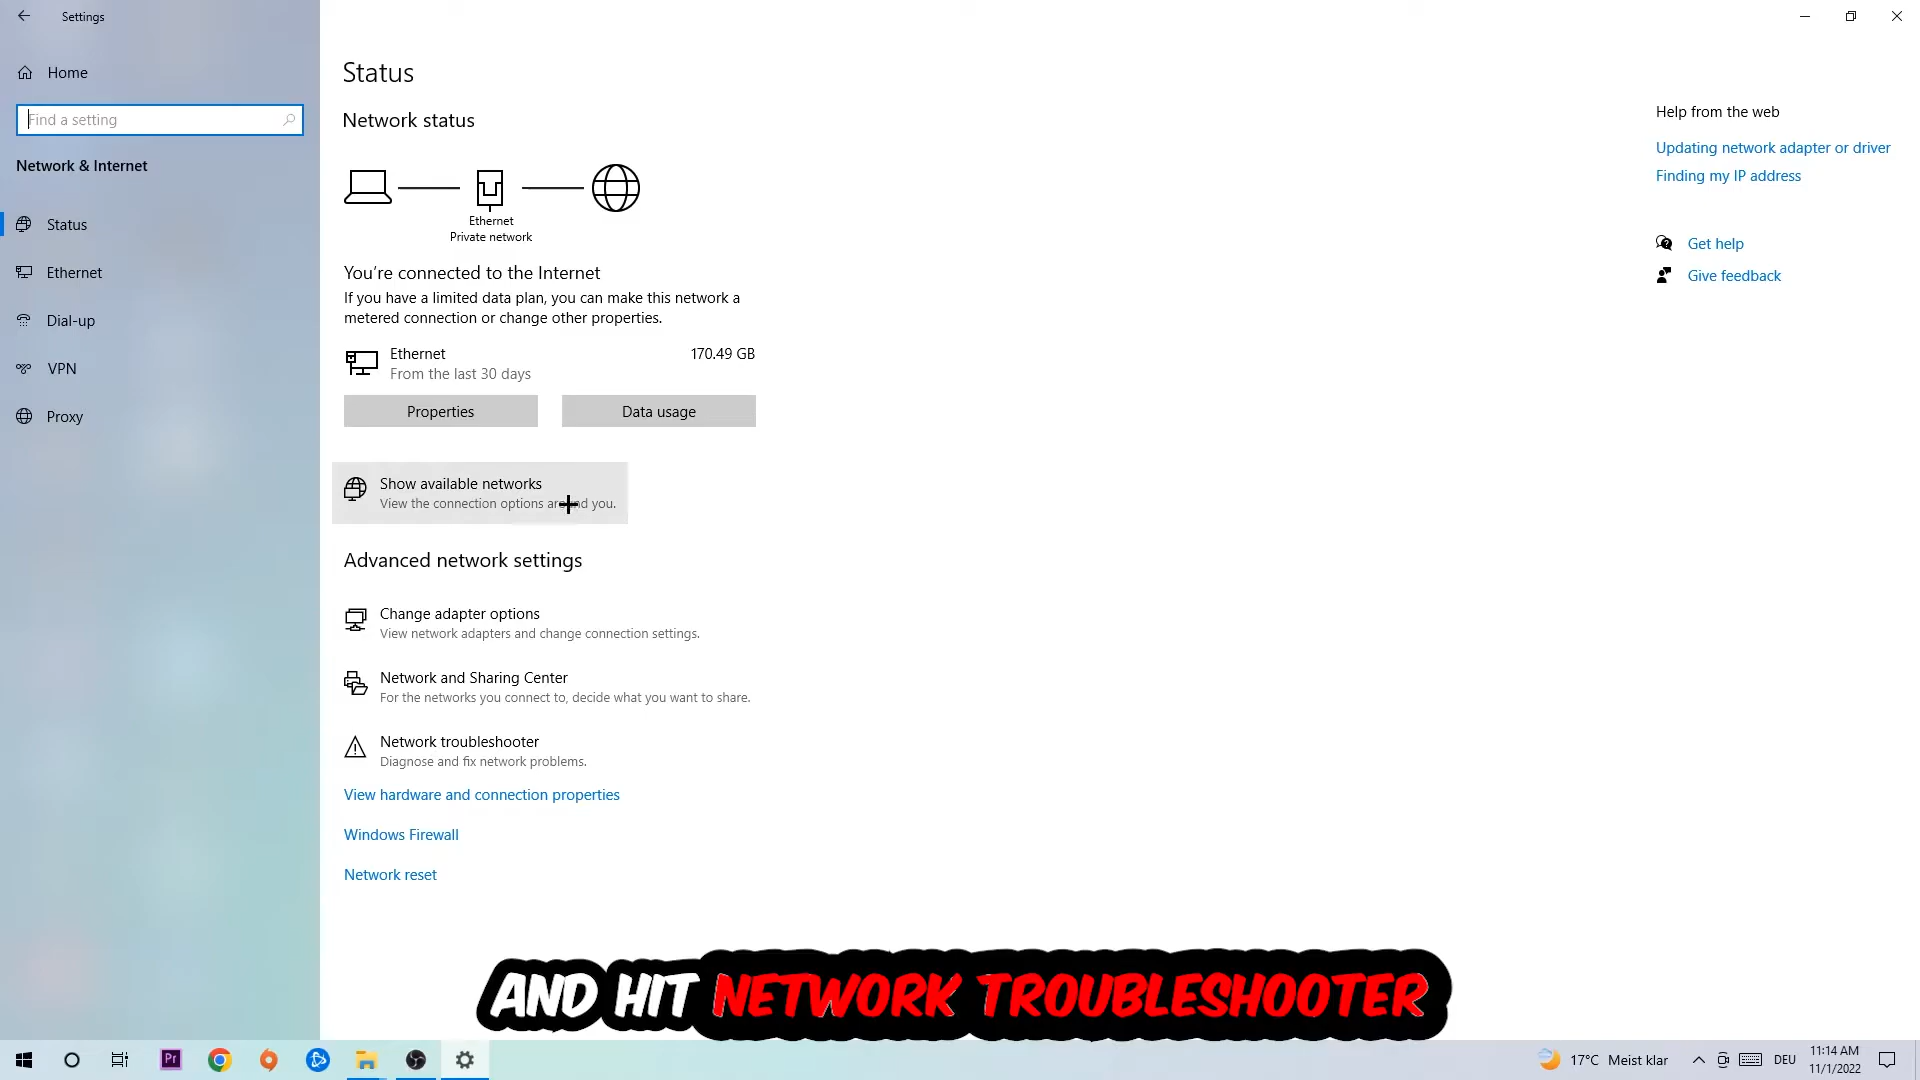 Settings
Home
Find a setting
Network & Internet
Status
Ethernet
Dial-up
VPN
Proxy
Status
Network status
Ethernet
Private network
You're connected to the Internet
If you have a limited data plan, you can make this network a
metered connection or change other properties.
Ethernet
170.49 GB
From the last 30 days
Properties
Data usage
Show available networks
View the connection options around you.
Advanced network settings
Change adapter options
View network adapters and change connection settings.
Network and Sharing Center
For the networks you connect to, decide what you want to share.
Network troubleshooter
Diagnose and fix network problems.
View hardware and connection properties
Windows Firewall
Network reset
Help from the web
Updating network adapter or driver
Finding my IP address
Get help
Give feedback
AND HIT NETWORK TROUBLESHOOTER
Pr
17°C Meist klar
DEU
11:14 AM
11/1/2022